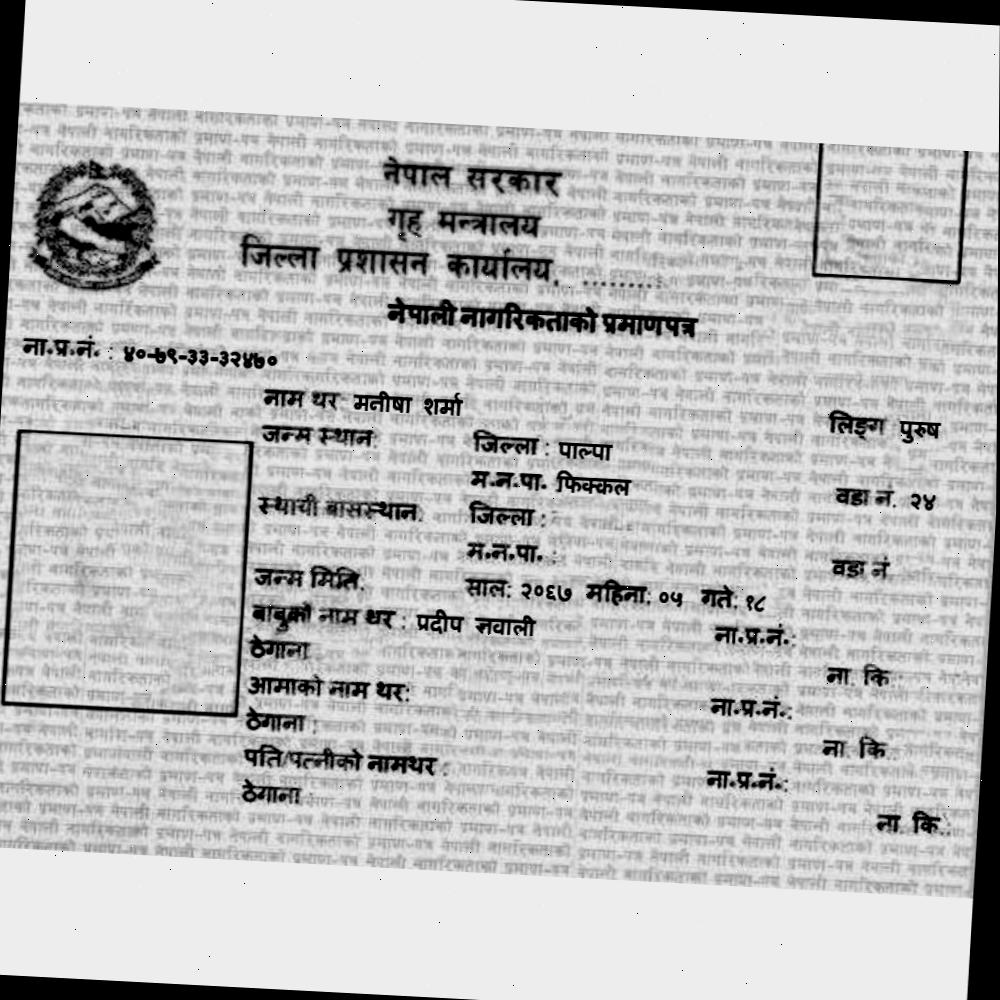 नेपाल सरकार
गृह मन्त्रालय
जिल्ला प्रशासन कार्यालय, .........
नेपाली नागरिकताको प्रमाणपत्र
ना.प्र.नं. : ४०-७९-३३-३२४७०
नाम थर मनीषा शर्मा लिङ्ग पुरुष
जन्म स्थान: जिल्ला : पाल्पा
म.न.पा. फिक्कल वडा नं. २४
स्थायी बासस्थान: जिल्ला :
म.न.पा. : वडा नं
जन्म मिति: साल: २०६७ महिना: ०५ गते: १८
बाबुको नाम थर : प्रदीप ज्ञवाली ना.प्र.नं.:
ठेगाना ना. कि :
आमाको नाम थर: ना.प्र.नं.:
ठेगाना : ना. कि :
पति/पत्नीको नामथर : ना.प्र.नं.:
ठेगाना ना. कि.: